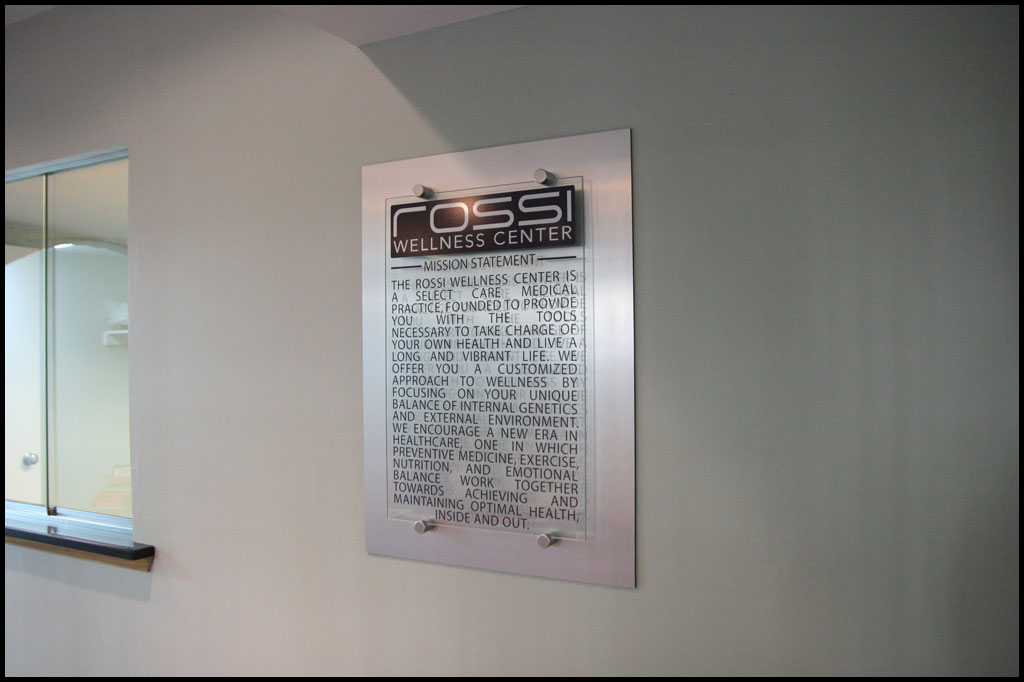 ROSSI
WELLNESS CENTER
MISSION STATEMENT
THE ROSSI WELLNESS CENTER IS
A SELECT CARE MEDICAL
PRACTICE, FOUNDED TO PROVIDE
YOU WITH THE TOOLS
NECESSARY TO TAKE CHARGE OF
YOUR OWN HEALTH AND LIVE A
LONG AND VIBRANT LIFE. WE
OFFER YOU A CUSTOMIZED
APPROACH TO WELLNESS BY
FOCUSING ON YOUR UNIQUE
BALANCE OF INTERNAL GENETICS
AND EXTERNAL ENVIRONMENT.
WE ENCOURAGE A NEW ERA IN
HEALTHCARE, ONE IN WHICH
PREVENTIVE MEDICINE, EXERCISE,
NUTRITION, AND EMOTIONAL
BALANCE WORK TOGETHER
TOWARDS ACHIEVING AND
MAINTAINING OPTIMAL HEALTH,
INSIDE AND OUT.